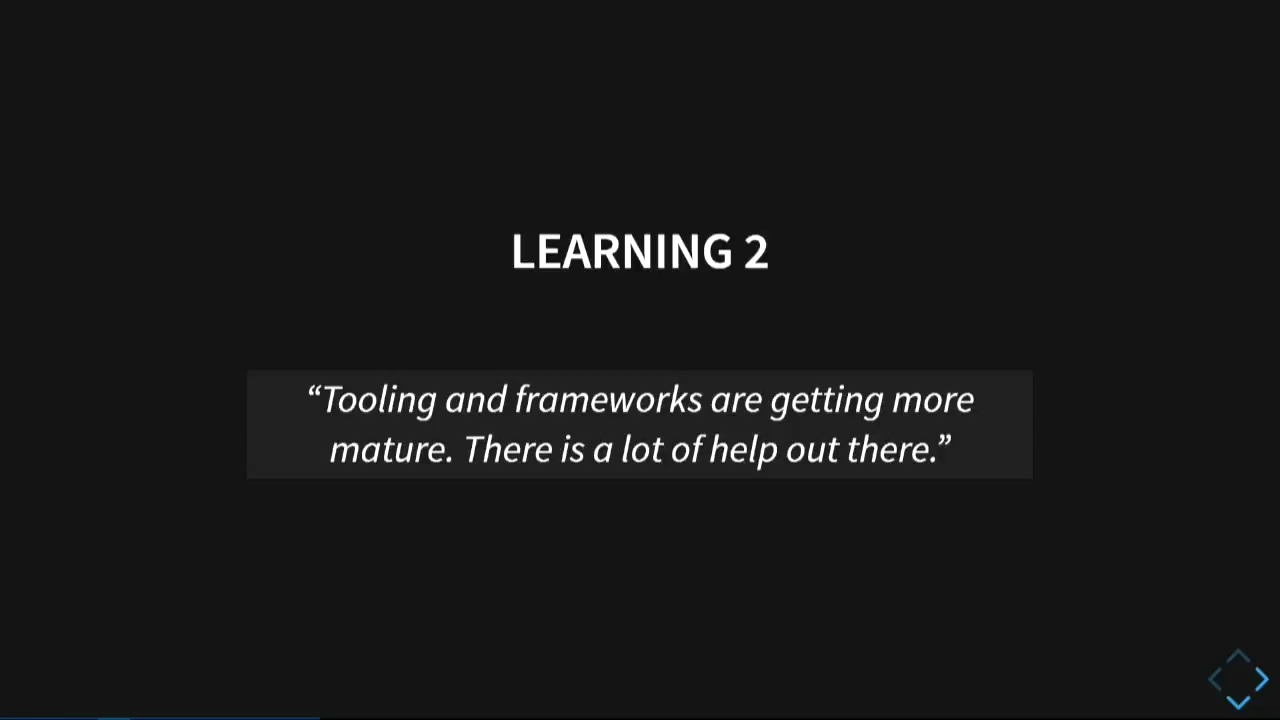 LEARNING 2
“Tooling and frameworks are getting more
mature. There is a lot of help out there.”